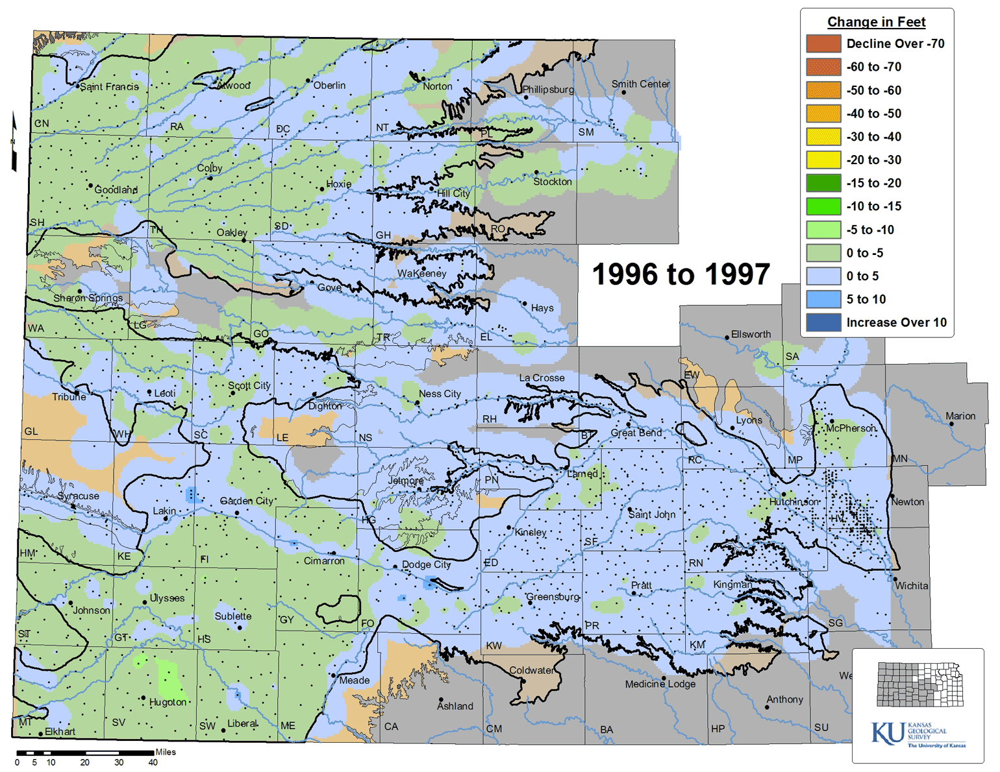 Change in Feet
Decline Over -70
-60 to -70
-50 to -60
-40 to -50
-30 to -40
-20 to -30
-15 to -20
-10 to -15
-5 to -10
0 to -5
0 to 5
5 to 10
Increase Over 10
1996 to 1997
N
Saint Francis
Atwood
Oberlin
Norton
Phillipsburg
Smith Center
CN
RA
DC
NT
PL
SM
Goodland
Colby
Hoxie
Hill City
Stockton
SH
TH
SD
GH
RO
Oakley
Sharon Springs
Gove
WaKeeney
Hays
WA
LG
GO
TR
EL
Ellsworth
SA
EW
Tribune
Leoti
Scott City
Dighton
Ness City
La Crosse
Great Bend
Lyons
McPherson
Marion
GL
WH
SC
LE
NS
RH
BT
RC
MP
MN
Syracuse
Lakin
Garden City
Jetmore
PN
Larned
Hutchinson
Newton
HG
Saint John
HV
Kinsley
SF
HM
KE
FI
Cimarron
Dodge City
ED
RN
Wichita
Johnson
Ulysses
Sublette
Greensburg
Pratt
Kingman
ST
GT
HS
GY
FO
KW
PR
KM
SG
Meade
Coldwater
Medicine Lodge
We
Hugoton
Ashland
Anthony
MT
SV
SW
Liberal
ME
CA
CM
BA
HP
SU
Elkhart
Miles
0 5 10 20 30 40
KU KANSAS
GEOLOGICAL
SURVEY
The University of Kansas